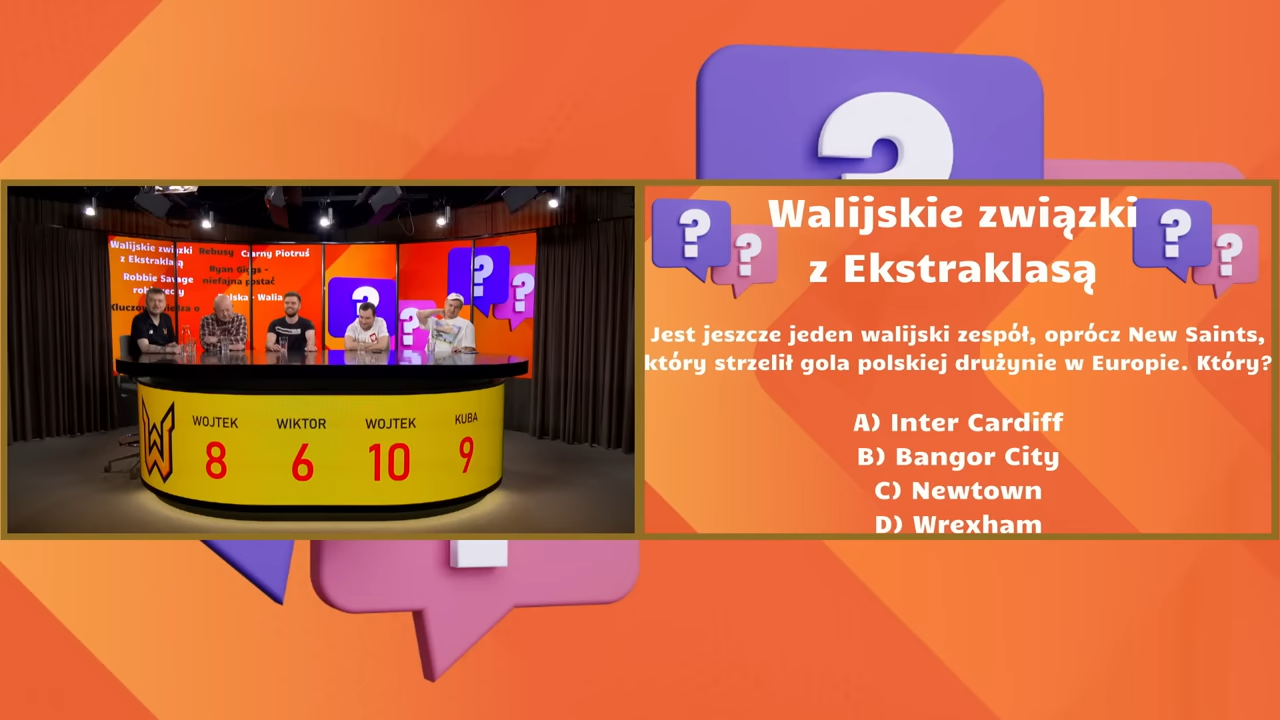 Walijskie związki
z Ekstraklasą
Robbie Savage
Rebusy
Czarny Piotruś
Ryan Giggs -
niefajna postać
Walia
WOJTEK
WIKTOR
WOJTEK
KUBA
8
6
10
9
Walijskie związki
z Ekstraklasą
Jest jeszcze jeden walijski zespół, oprócz New Saints,
który strzelił gola polskiej drużynie w Europie. Który?
A) Inter Cardiff
B) Bangor City
C) Newtown
D) Wrexham